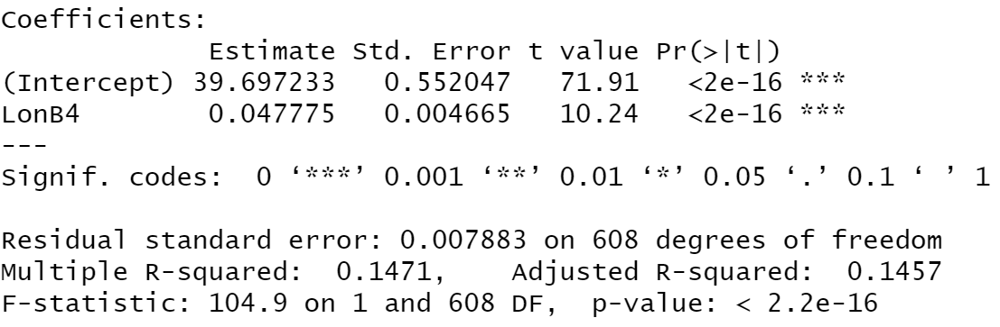 Coefficients:
Estimate Std. Error t value Pr(>|t|)
(Intercept) 39.697233 0.552047 71.91 <2e-16 ***
LonB4 0.047775 0.004665 10.24 <2e-16 ***
---
Signif. codes: 0 ‘***’ 0.001 ‘**’ 0.01 ‘*’ 0.05 ‘.’ 0.1 ‘ ’ 1
Residual standard error: 0.007883 on 608 degrees of freedom
Multiple R-squared: 0.1471, Adjusted R-squared: 0.1457
F-statistic: 104.9 on 1 and 608 DF, p-value: < 2.2e-16